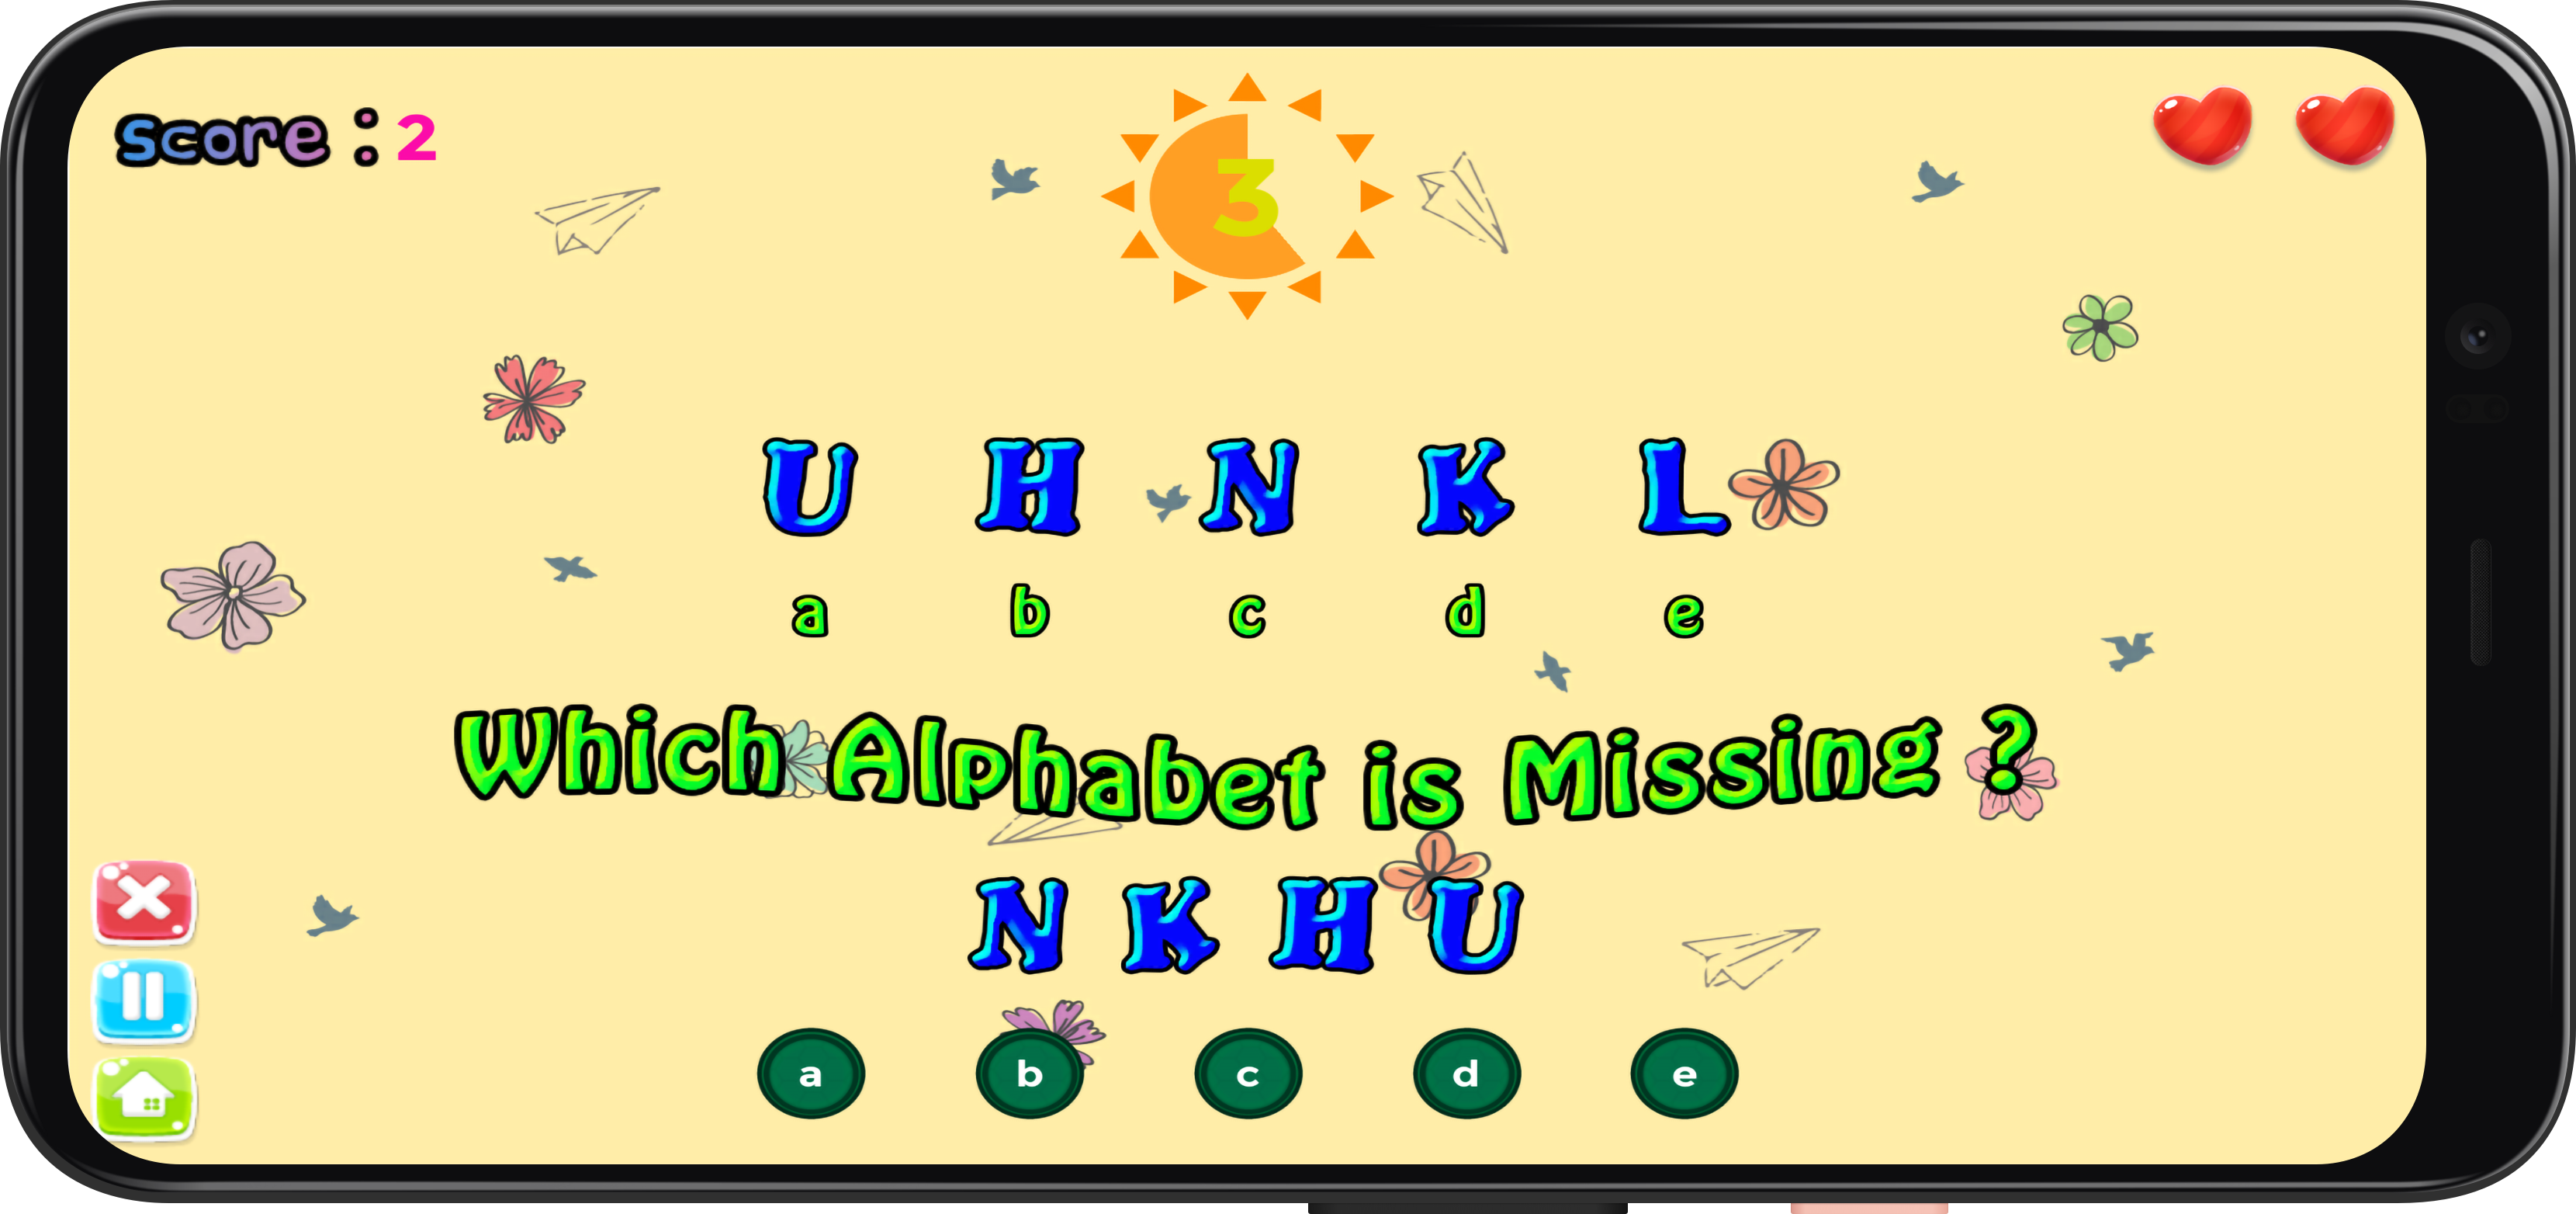 score : 2
3
U H N K L
a b c d e
Which Alphabet is Missing ?
N K H U
a b c d e